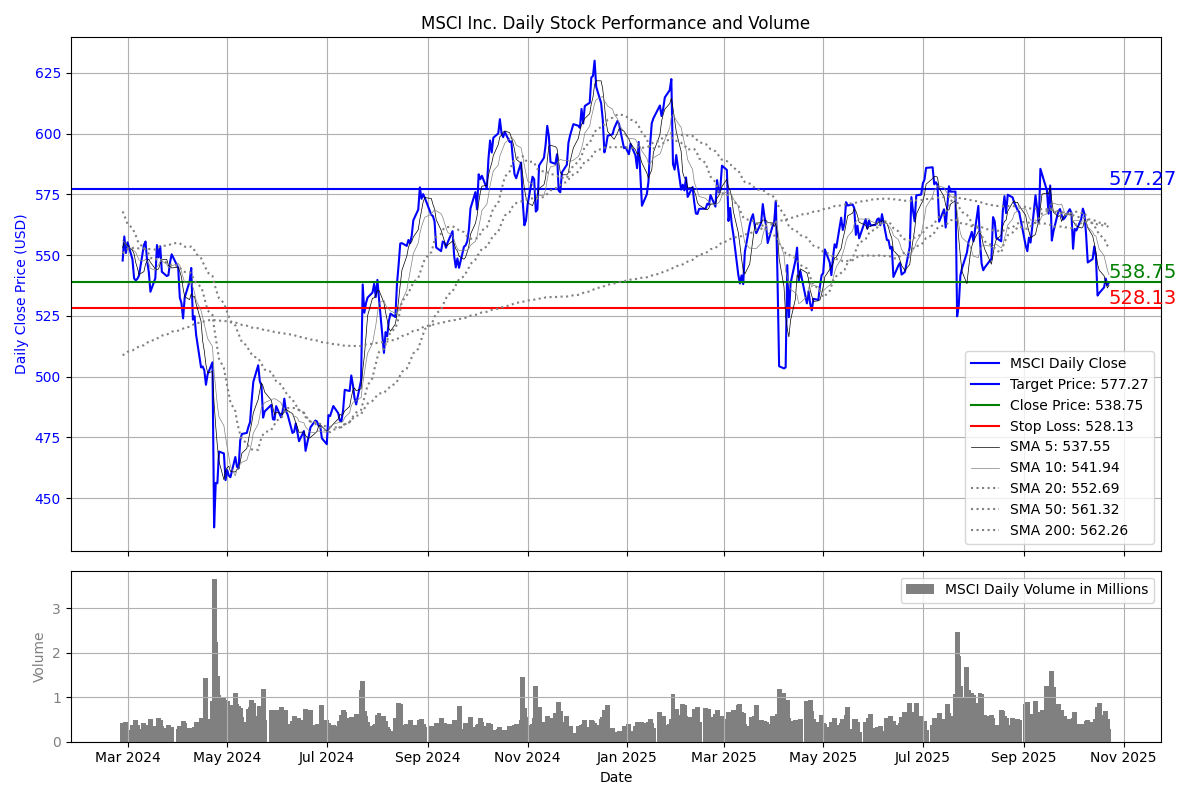 MSCI Inc. Daily Stock Performance and Volume
Daily Close Price (USD)
625
600
575
550
525
500
475
450
577.27
538.75
528.13
MSCI Daily Close
Target Price: 577.27
Close Price: 538.75
Stop Loss: 528.13
SMA 5: 537.55
SMA 10: 541.94
SMA 20: 552.69
SMA 50: 561.32
SMA 200: 562.26
Volume
3
2
1
0
MSCI Daily Volume in Millions
Mar 2024 May 2024 Jul 2024 Sep 2024 Nov 2024 Jan 2025 Mar 2025 May 2025 Jul 2025 Sep 2025 Nov 2025
Date